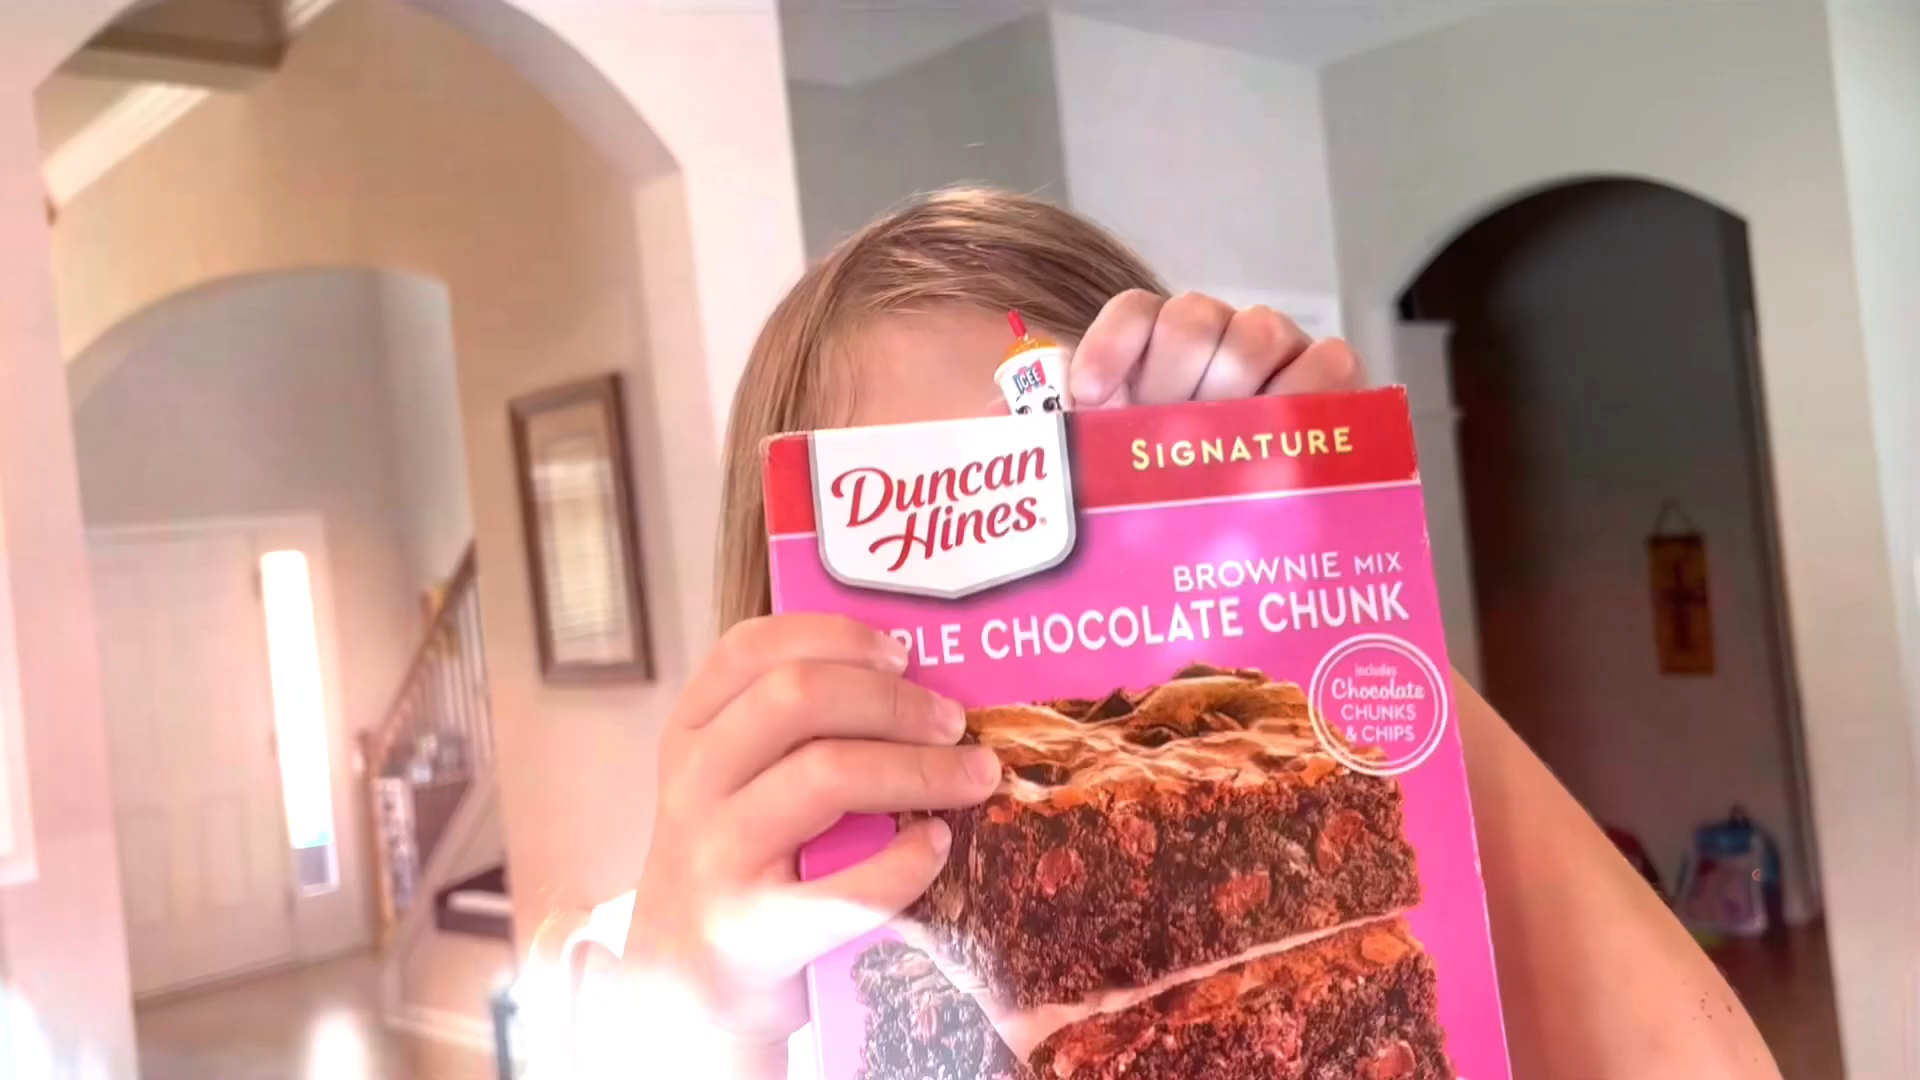 ICEE
Duncan
Hines®
SIGNATURE
BROWNIE MIX
PLE CHOCOLATE CHUNK
includes
Chocolate
CHUNKS
& CHIPS